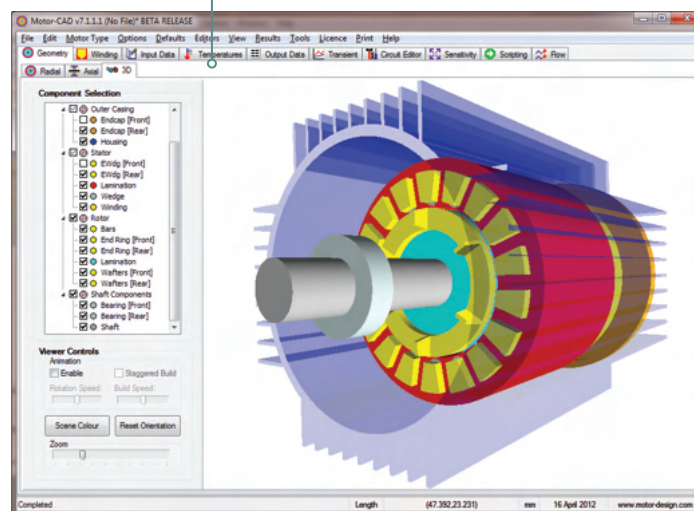 Motor-CAD v7.1.1.1 (No File)* BETA RELEASE
File Edit Motor Type Options Defaults Editors View Results Tools Licence Print Help
Geometry Winding Input Data Temperatures Output Data Transient Circuit Editor Sensitivity Scripting Flow
Radial Axial 3D
Component Selection
Outer Casing
Endcap [Front]
Endcap [Rear]
Housing
Stator
EWdg [Front]
EWdg [Rear]
Lamination
Wedge
Winding
Rotor
Bars
End Ring [Front]
End Ring [Rear]
Lamination
Wafters [Front]
Wafters [Rear]
Shaft Components
Bearing [Front]
Bearing [Rear]
Shaft
Viewer Controls
Animation
Enable Staggered Build
Rotation Speed: Build Speed:
Scene Colour Reset Orientation
Zoom
Completed Length (47.392,23.231) mm 16 April 2012 www.motor-design.com